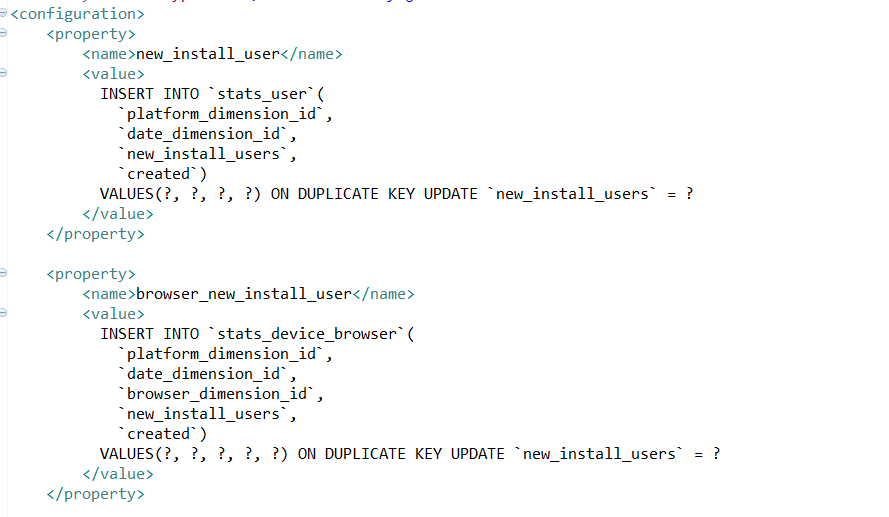 <configuration>
<property>
<name>new_install_user</name>
<value>
INSERT INTO `stats_user`(
`platform_dimension_id`,
`date_dimension_id`,
`new_install_users`,
`created`)
VALUES(?, ?, ?, ?) ON DUPLICATE KEY UPDATE `new_install_users` = ?
</value>
</property>
<property>
<name>browser_new_install_user</name>
<value>
INSERT INTO `stats_device_browser`(
`platform_dimension_id`,
`date_dimension_id`,
`browser_dimension_id`,
`new_install_users`,
`created`)
VALUES(?, ?, ?, ?, ?) ON DUPLICATE KEY UPDATE `new_install_users` = ?
</value>
</property>